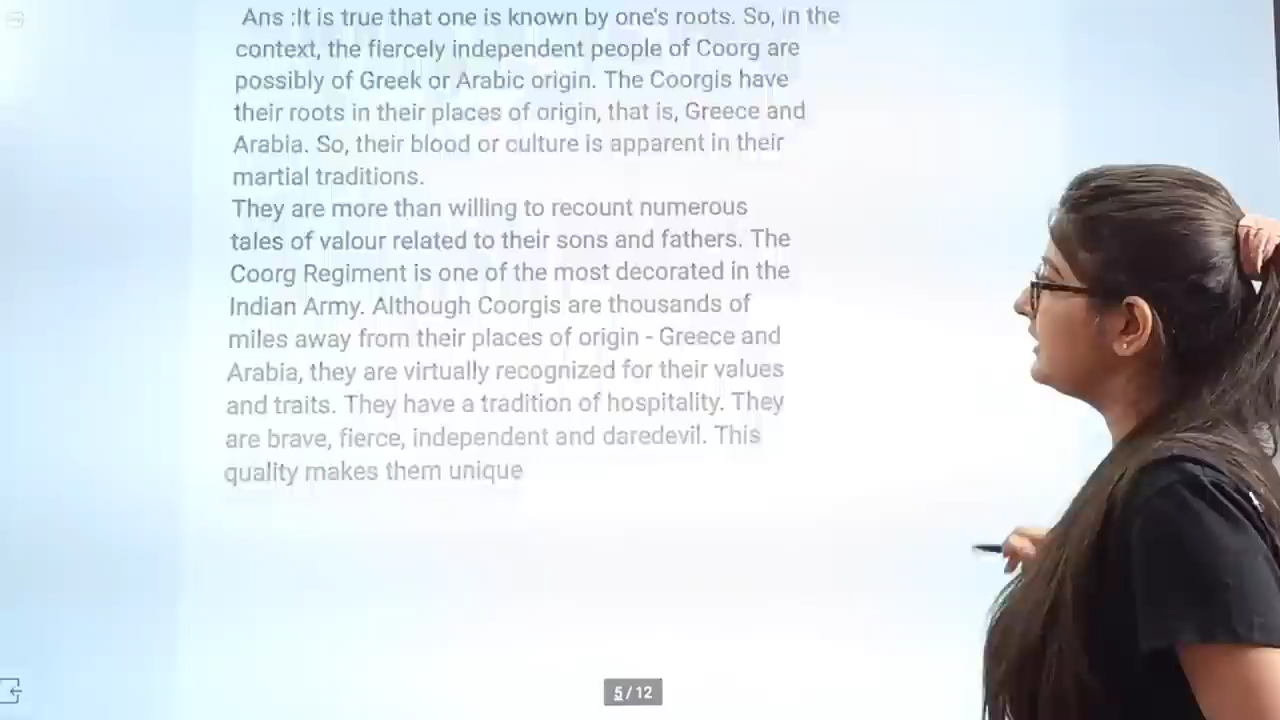 Ans :It is true that one is known by one's roots. So, in the
context, the fiercely independent people of Coorg are
possibly of Greek or Arabic origin. The Coorgis have
their roots in their places of origin, that is, Greece and
Arabia. So, their blood or culture is apparent in their
martial traditions.
They are more than willing to recount numerous
tales of valour related to their sons and fathers. The
Coorg Regiment is one of the most decorated in the
Indian Army. Although Coorgis are thousands of
miles away from their places of origin - Greece and
Arabia, they are virtually recognized for their values
and traits. They have a tradition of hospitality. They
are brave, fierce, independent and daredevil. This
quality makes them unique
5 / 12